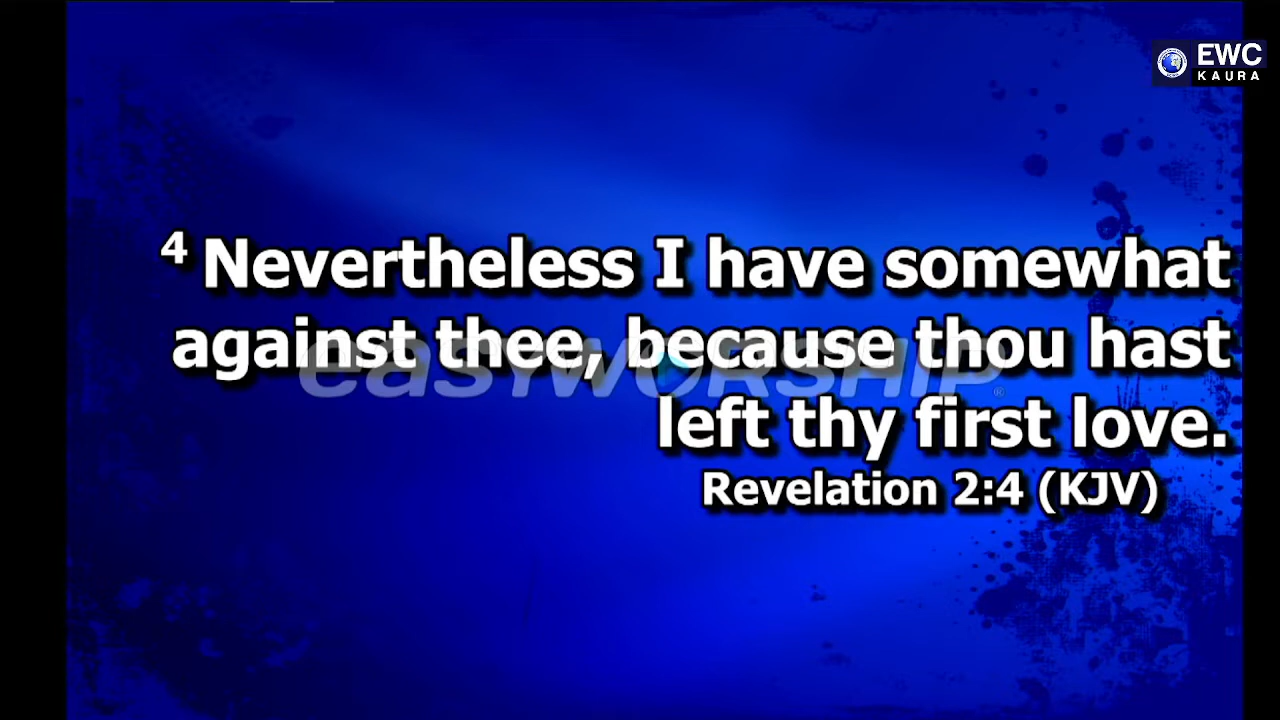 EWC
KAURA
4 Nevertheless I have somewhat
against thee, because thou hast
easyworship®
left thy first love.
Revelation 2:4 (KJV)